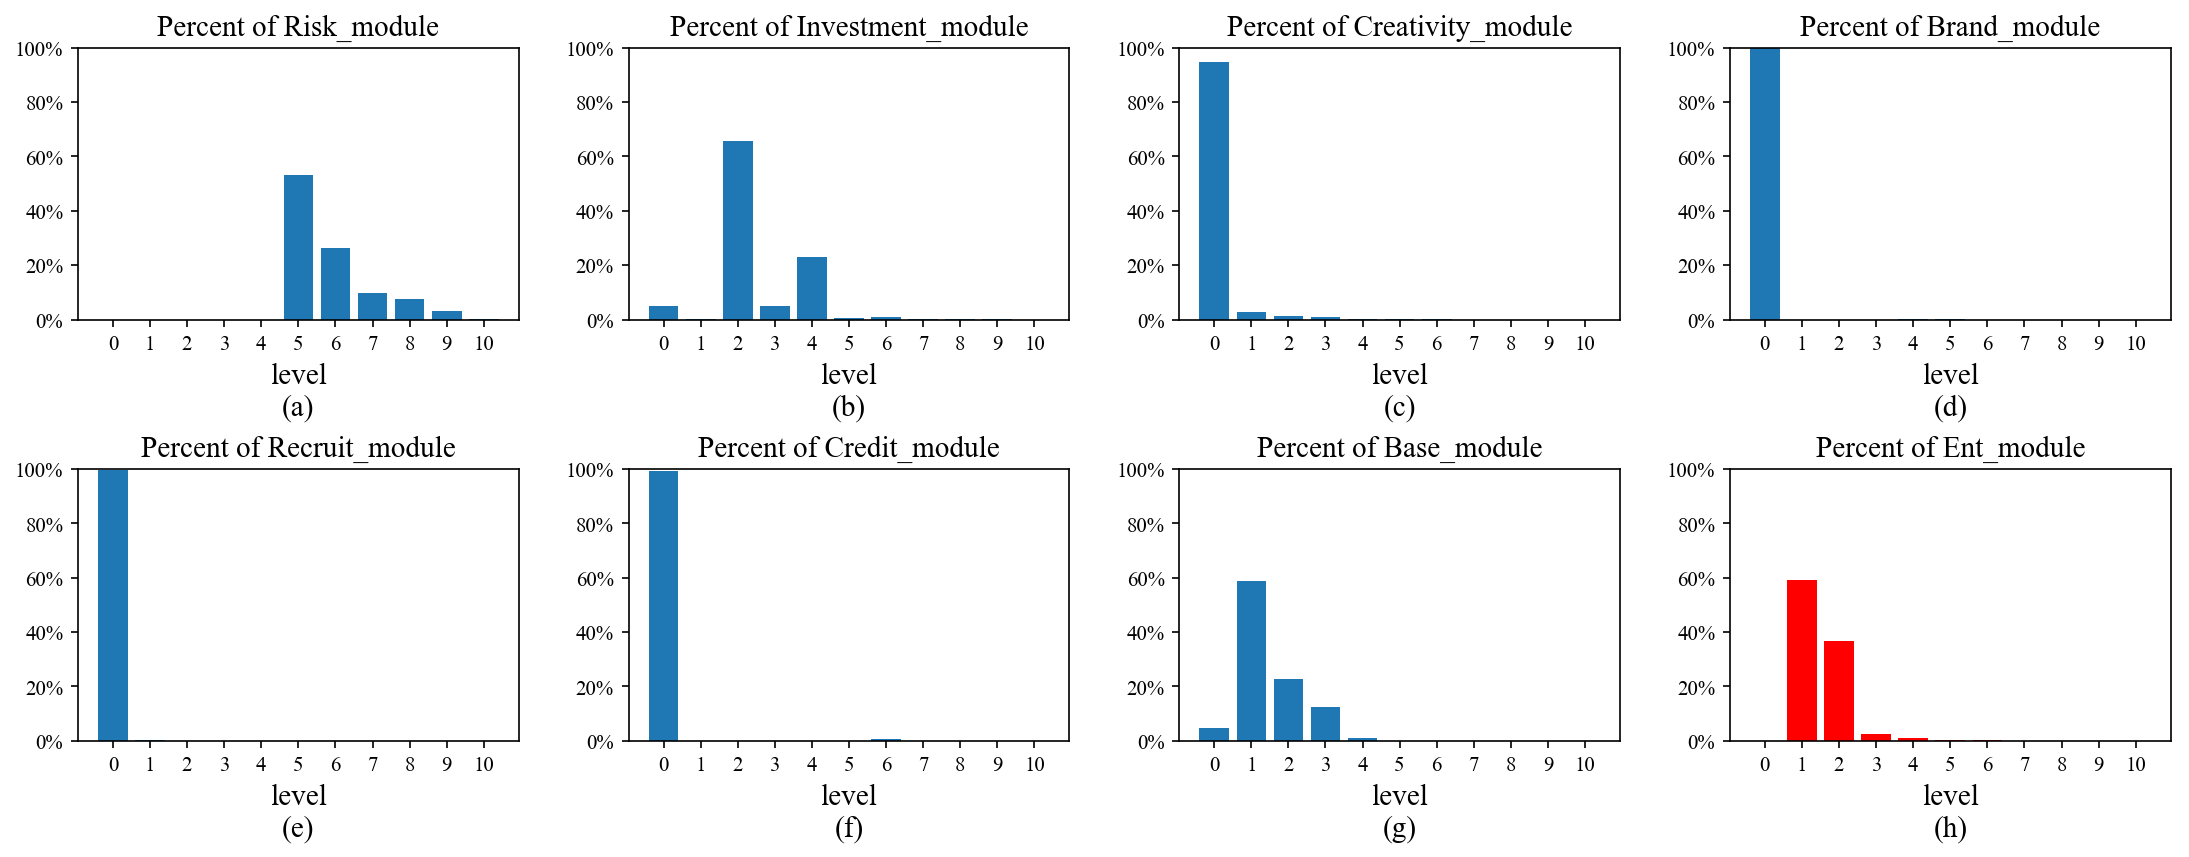 Percent of Risk_module
100%
80%
60%
40%
20%
0%
0 1 2 3 4 5 6 7 8 9 10
level
(a)
Percent of Investment_module
100%
80%
60%
40%
20%
0%
0 1 2 3 4 5 6 7 8 9 10
level
(b)
Percent of Creativity_module
100%
80%
60%
40%
20%
0%
0 1 2 3 4 5 6 7 8 9 10
level
(c)
Percent of Brand_module
100%
80%
60%
40%
20%
0%
0 1 2 3 4 5 6 7 8 9 10
level
(d)
Percent of Recruit_module
100%
80%
60%
40%
20%
0%
0 1 2 3 4 5 6 7 8 9 10
level
(e)
Percent of Credit_module
100%
80%
60%
40%
20%
0%
0 1 2 3 4 5 6 7 8 9 10
level
(f)
Percent of Base_module
100%
80%
60%
40%
20%
0%
0 1 2 3 4 5 6 7 8 9 10
level
(g)
Percent of Ent_module
100%
80%
60%
40%
20%
0%
0 1 2 3 4 5 6 7 8 9 10
level
(h)